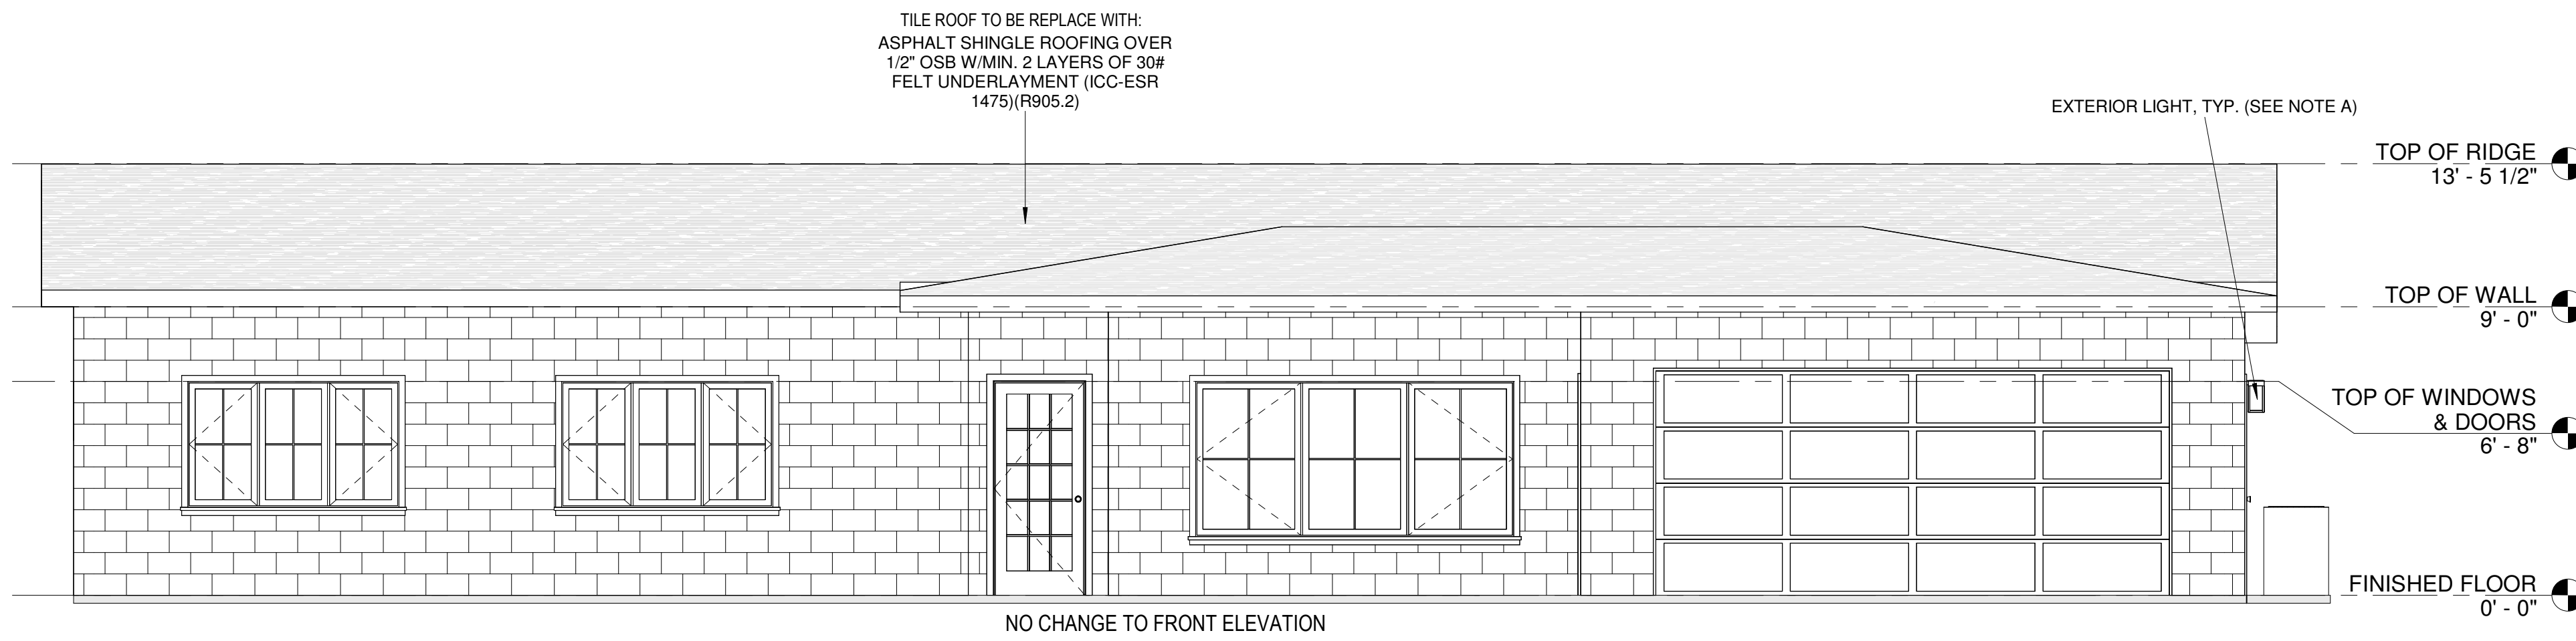 TILE ROOF TO BE REPLACE WITH:
ASPHALT SHINGLE ROOFING OVER
1/2" OSB W/MIN. 2 LAYERS OF 30#
FELT UNDERLAYMENT (ICC-ESR
1475)(R905.2)
EXTERIOR LIGHT, TYP. (SEE NOTE A)
TOP OF RIDGE
13' - 5 1/2"
TOP OF WALL
9' - 0"
TOP OF WINDOWS
& DOORS
6' - 8"
FINISHED FLOOR
0' - 0"
NO CHANGE TO FRONT ELEVATION